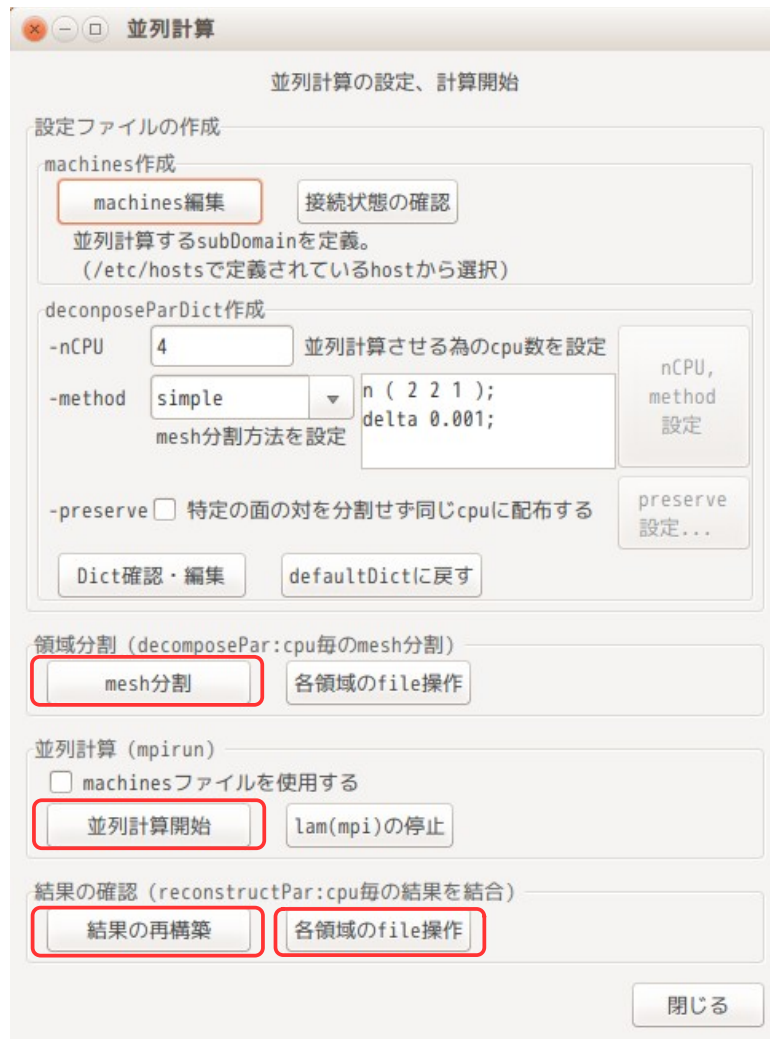 並列計算
並列計算の設定、計算開始
設定ファイルの作成
machines作成
machines編集
接続状態の確認
並列計算するsubDomainを定義。
(/etc/hostsで定義されているhostから選択)
deconposeParDict作成
-nCPU
4
並列計算させる為のcpu数を設定
-method
simple
n ( 2 2 1 );
delta 0.001;
mesh分割方法を設定
nCPU,
method
設定
-preserve
特定の面の対を分割せず同じcpuに配布する
preserve
設定...
Dict確認・編集
defaultDictに戻す
領域分割 (decomposePar:cpu毎のmesh分割)
mesh分割
各領域のfile操作
並列計算 (mpirun)
machinesファイルを使用する
並列計算開始
lam(mpi)の停止
結果の確認 (reconstructPar:cpu毎の結果を結合)
結果の再構築
各領域のfile操作
閉じる